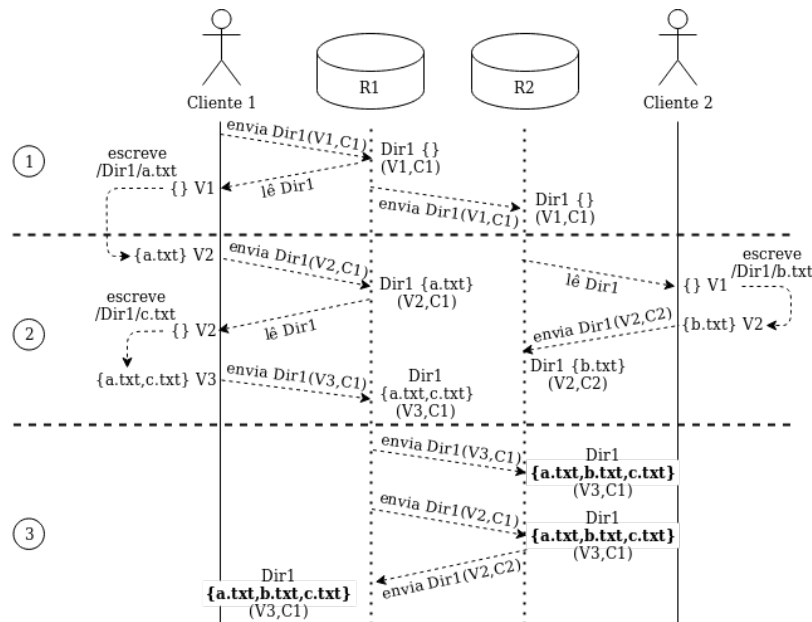 Cliente 1
R1
R2
Cliente 2
1
envia Dir1(V1,C1)
Dir1 {}
(V1,C1)
escreve
/Dir1/a.txt
{} V1
lê Dir1
envia Dir1(V1,C1)
Dir1 {}
(V1,C1)
2
{a.txt} V2
envia Dir1(V2,C1)
Dir1 {a.txt}
(V2,C1)
lê Dir1
escreve
/Dir1/b.txt
{} V1
escreve
/Dir1/c.txt
{} V2
lê Dir1
envia Dir1(V2,C2)
{b.txt} V2
Dir1 {b.txt}
(V2,C2)
{a.txt,c.txt} V3
envia Dir1(V3,C1)
Dir1
{a.txt,c.txt}
(V3,C1)
3
envia Dir1(V3,C1)
Dir1
{a.txt,b.txt,c.txt}
(V3,C1)
envia Dir1(V2,C1)
Dir1
{a.txt,b.txt,c.txt}
(V3,C1)
envia Dir1(V2,C2)
Dir1
{a.txt,b.txt,c.txt}
(V3,C1)